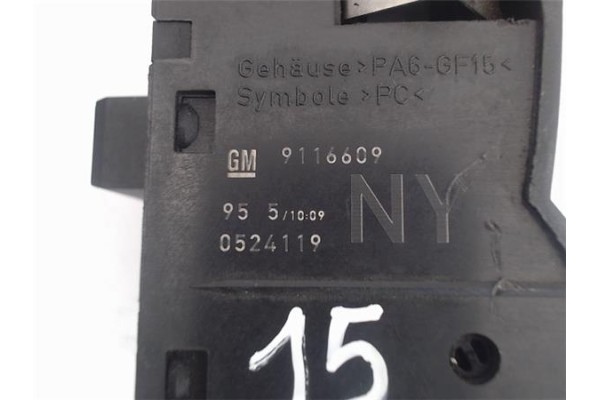 Gehäuse >PA6-GF15<
Symbole >PC<
GM 9116609
95 5/10:09 NY
0524119
15